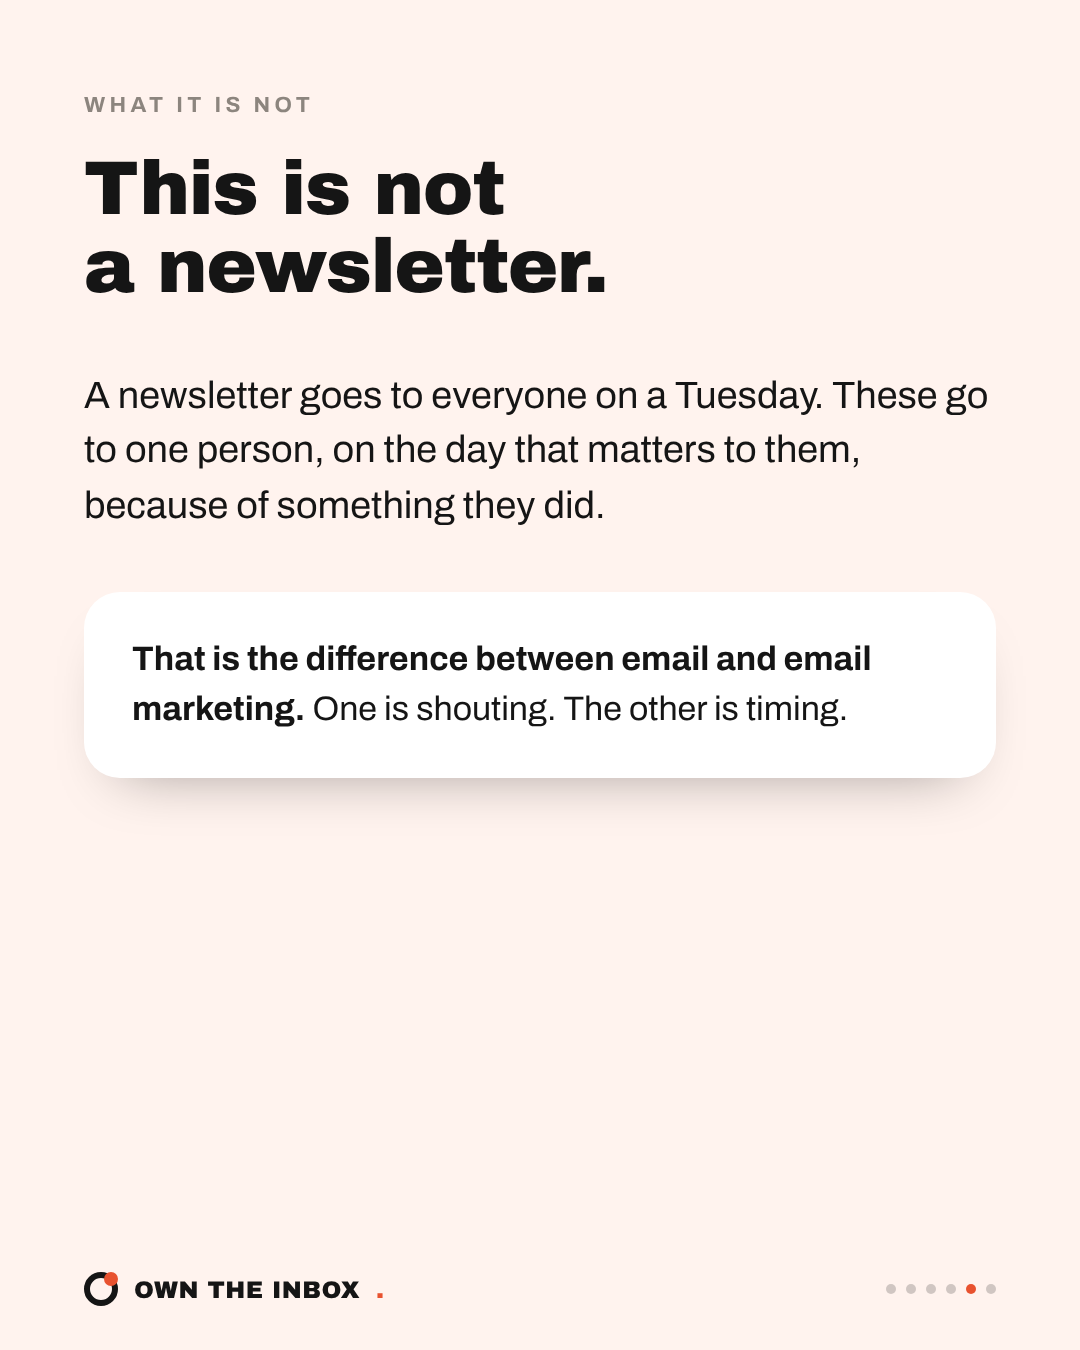 WHAT IT IS NOT
This is not
a newsletter.
A newsletter goes to everyone on a Tuesday. These go
to one person, on the day that matters to them,
because of something they did.
That is the difference between email and email
marketing. One is shouting. The other is timing.
OWN THE INBOX .